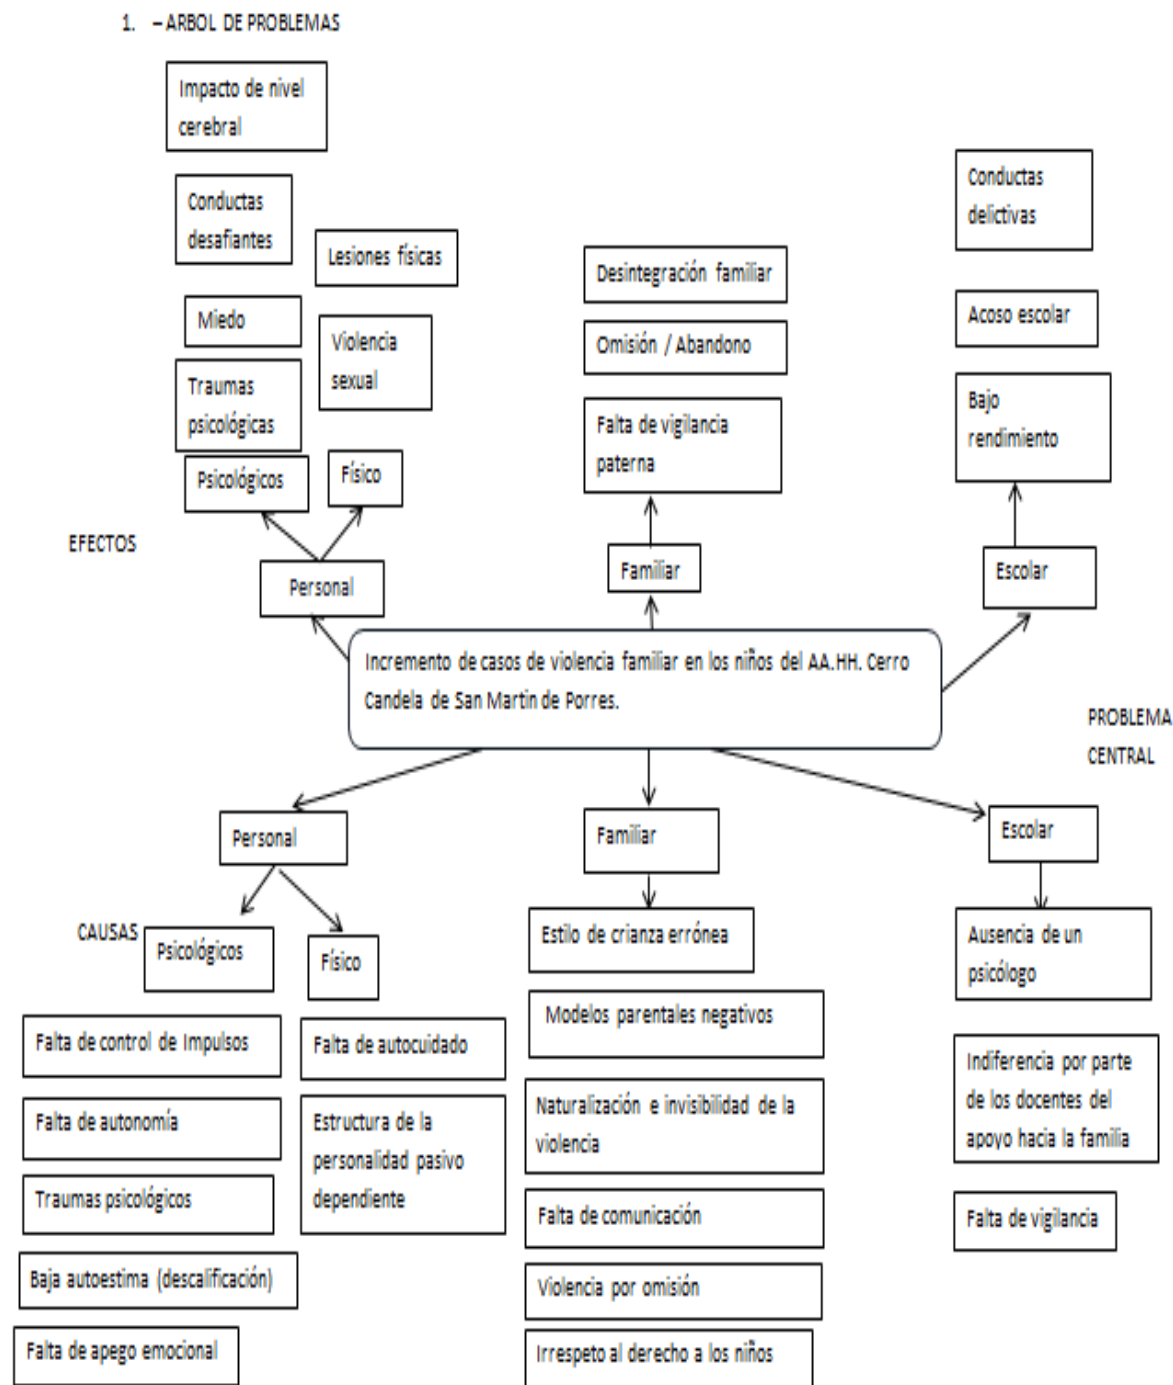 1. – ARBOL DE PROBLEMAS
Impacto de nivel
cerebral
Conductas
desafiantes
Lesiones físicas
Miedo
Violencia
sexual
Traumas
psicológicas
Psicológicos
Físico
Desintegración familiar
Omisión / Abandono
Falta de vigilancia
paterna
Conductas
delictivas
Acoso escolar
Bajo
rendimiento
EFECTOS
Personal
Familiar
Escolar
Incremento de casos de violencia familiar en los niños del AA.HH. Cerro
Candela de San Martin de Porres.
PROBLEMA
CENTRAL
Personal
Familiar
Escolar
CAUSAS
Psicológicos
Físico
Falta de control de Impulsos
Falta de autonomía
Traumas psicológicos
Baja autoestima (descalificación)
Falta de apego emocional
Falta de autocuidado
Estructura de la
personalidad pasivo
dependiente
Estilo de crianza errónea
Modelos parentales negativos
Naturalización e invisibilidad de la
violencia
Falta de comunicación
Violencia por omisión
Irrespeto al derecho a los niños
Ausencia de un
psicólogo
Indiferencia por parte
de los docentes del
apoyo hacia la familia
Falta de vigilancia